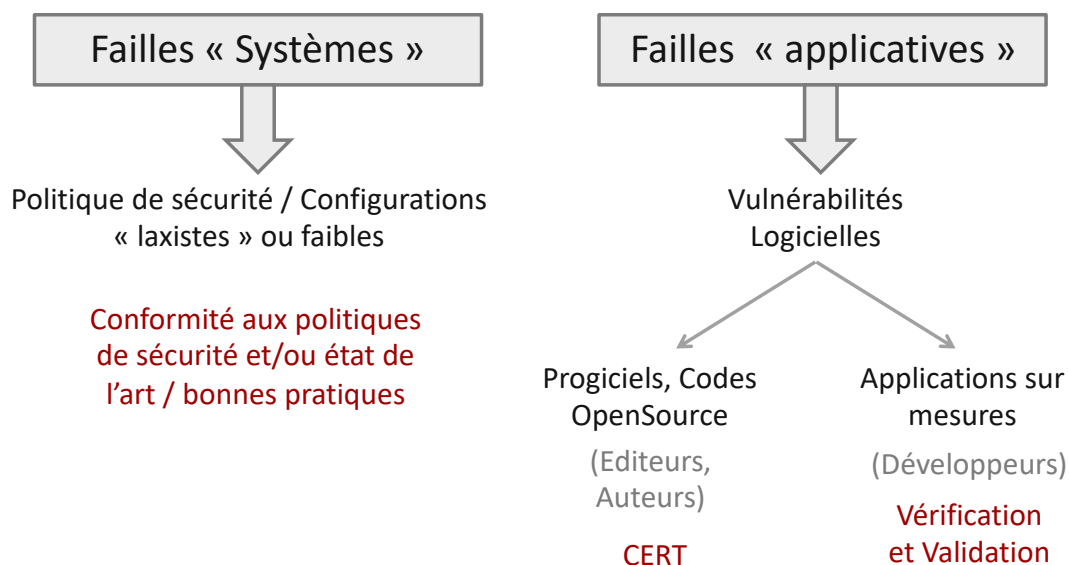 Failles « Systèmes »
Politique de sécurité / Configurations
« laxistes » ou faibles
Conformité aux politiques
de sécurité et/ou état de
l’art / bonnes pratiques
Failles « applicatives »
Vulnérabilités
Logicielles
Progiciels, Codes
OpenSource
(Editeurs,
Auteurs)
CERT
Applications sur
mesures
(Développeurs)
Vérification
et Validation